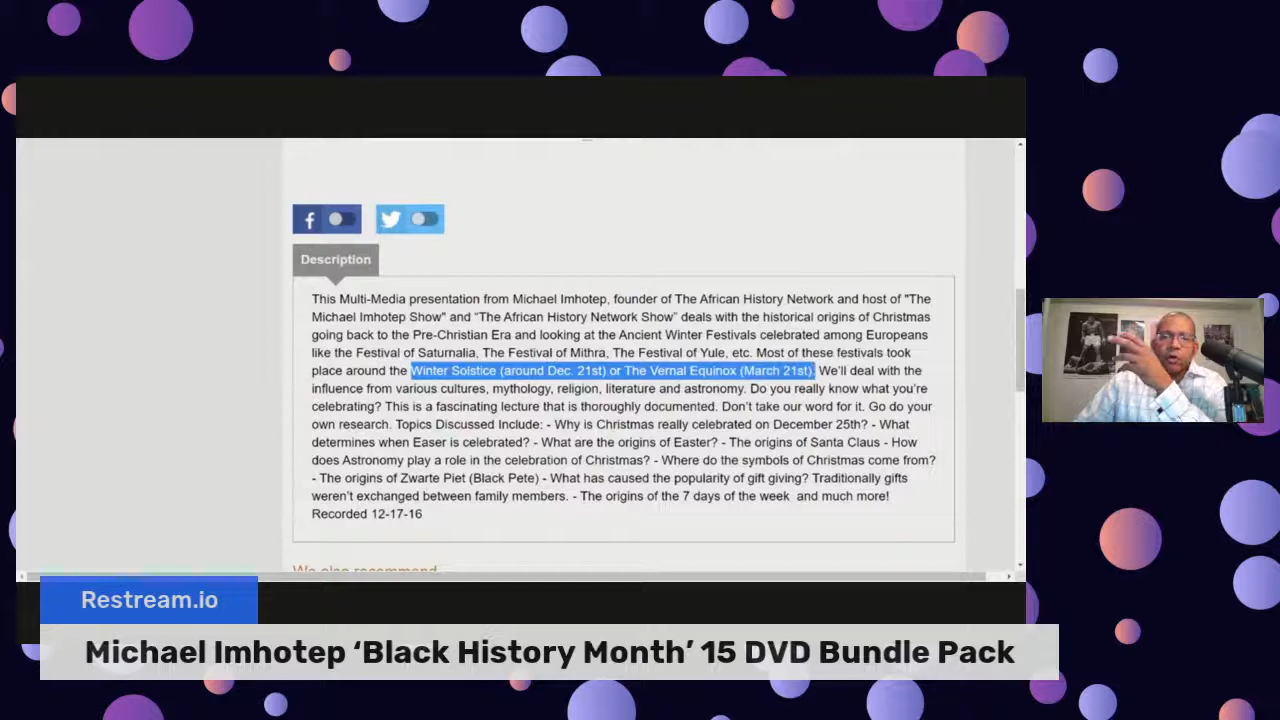 Description
This Multi-Media presentation from Michael Imhotep, founder of The African History Network and host of "The
Michael Imhotep Show" and “The African History Network Show” deals with the historical origins of Christmas
going back to the Pre-Christian Era and looking at the Ancient Winter Festivals celebrated among Europeans
like the Festival of Saturnalia, The Festival of Mithra, The Festival of Yule, etc. Most of these festivals took
place around the Winter Solstice (around Dec. 21st) or The Vernal Equinox (March 21st). We’ll deal with the
influence from various cultures, mythology, religion, literature and astronomy. Do you really know what you’re
celebrating? This is a fascinating lecture that is thoroughly documented. Don’t take our word for it. Go do your
own research. Topics Discussed Include: - Why is Christmas really celebrated on December 25th? - What
determines when Easer is celebrated? - What are the origins of Easter? - The origins of Santa Claus - How
does Astronomy play a role in the celebration of Christmas? - Where do the symbols of Christmas come from?
- The origins of Zwarte Piet (Black Pete) - What has caused the popularity of gift giving? Traditionally gifts
weren’t exchanged between family members. - The origins of the 7 days of the week and much more!
Recorded 12-17-16
We also recommend
Restream.io
Michael Imhotep ‘Black History Month’ 15 DVD Bundle Pack